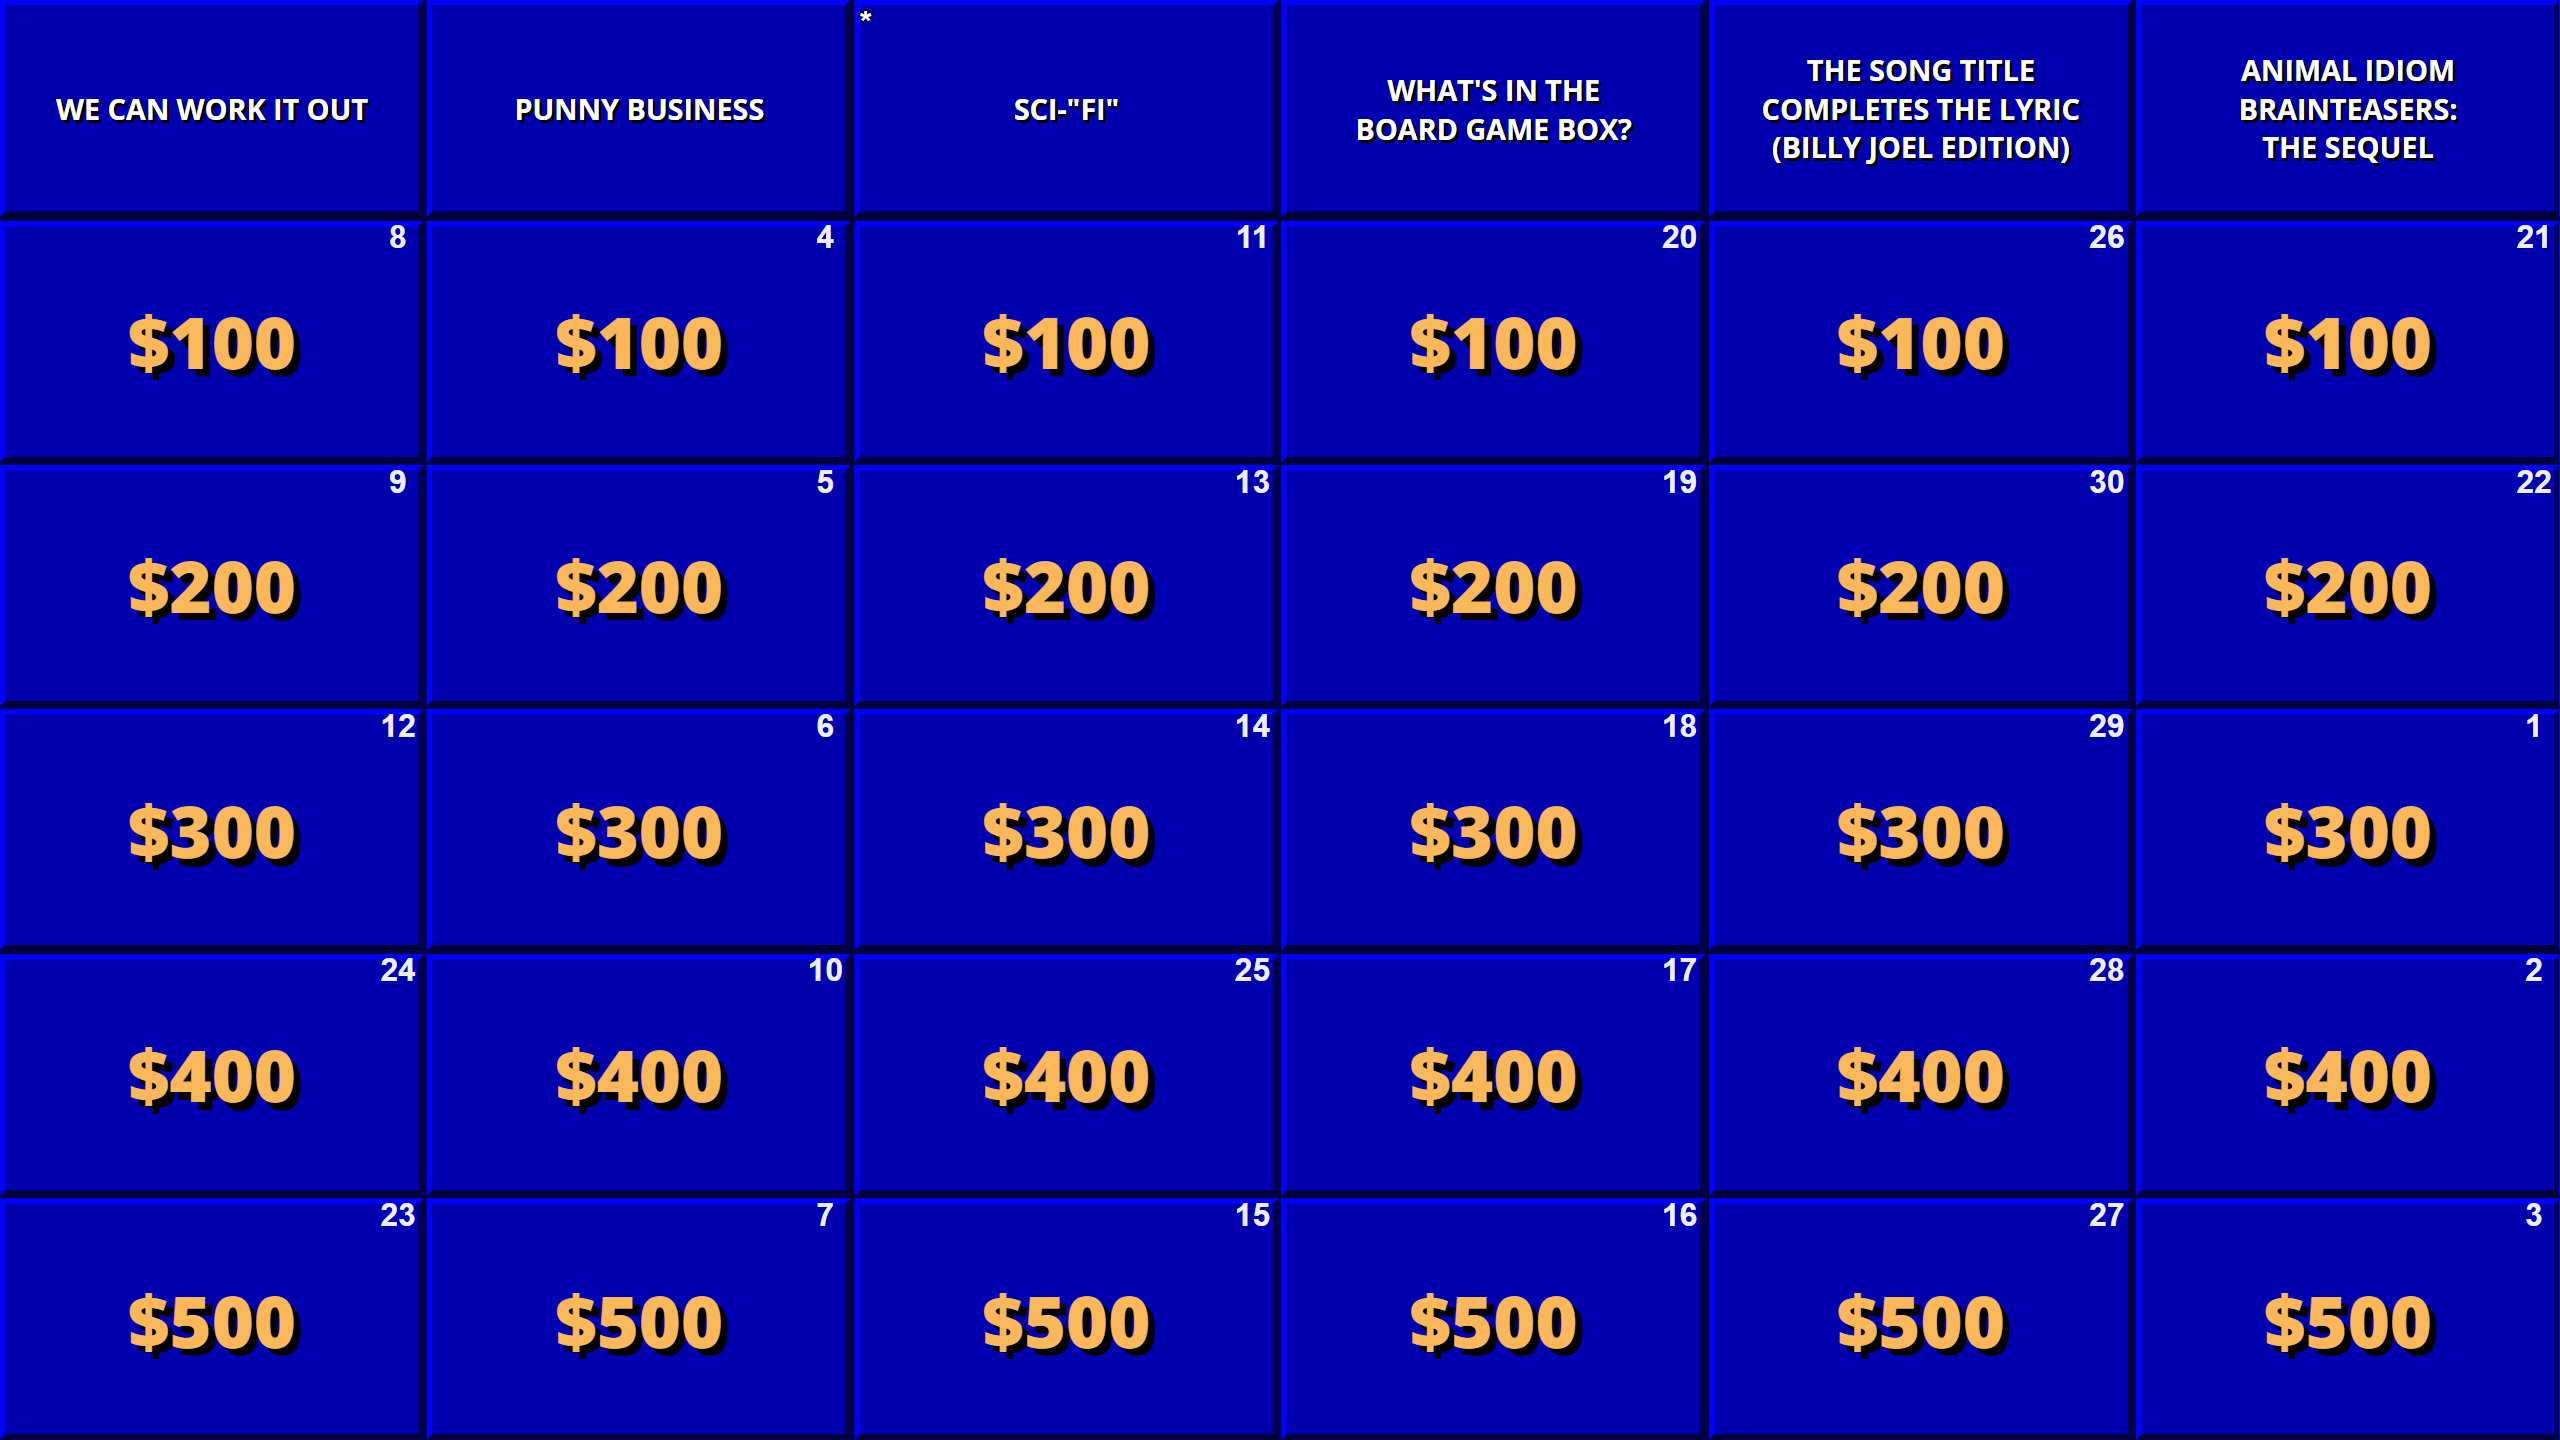 *
WE CAN WORK IT OUT
PUNNY BUSINESS
SCI-"FI"
WHAT'S IN THE
BOARD GAME BOX?
THE SONG TITLE
COMPLETES THE LYRIC
(BILLY JOEL EDITION)
ANIMAL IDIOM
BRAINTEASERS:
THE SEQUEL
8 4 11 20 26 21
$100 $100 $100 $100 $100 $100
9 5 13 19 30 22
$200 $200 $200 $200 $200 $200
12 6 14 18 29 1
$300 $300 $300 $300 $300 $300
24 10 25 17 28 2
$400 $400 $400 $400 $400 $400
23 7 15 16 27 3
$500 $500 $500 $500 $500 $500